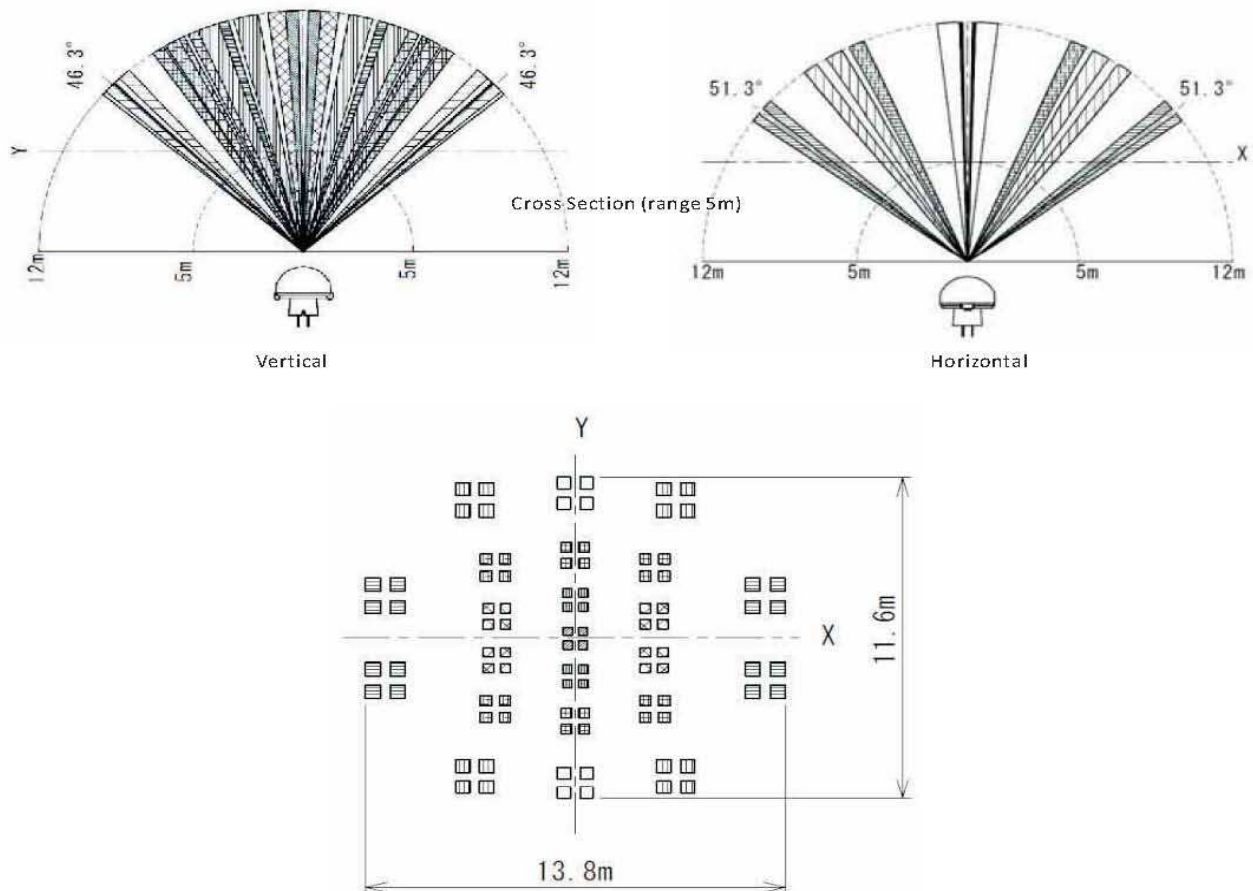 46.3°
46.3°
Y
12m
5m
5m
12m
Vertical
Cross Section (range 5m)
51.3°
51.3°
X
12m
5m
5m
12m
Horizontal
Y
X
11.6m
13.8m